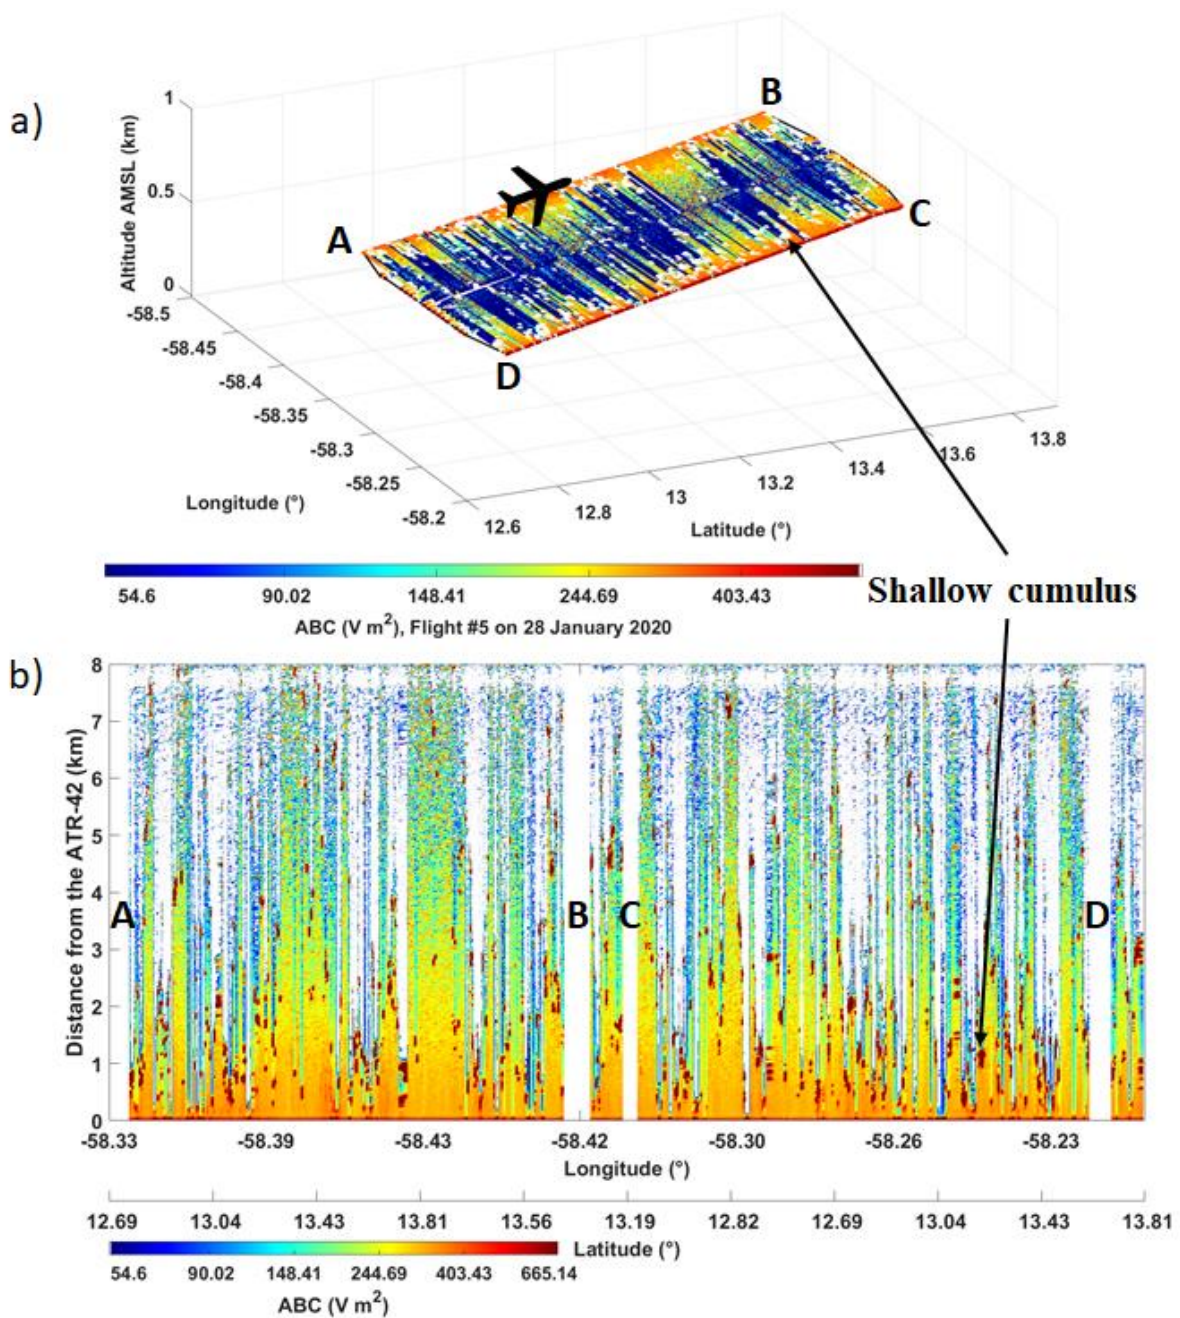 a)
Altitude AMSL (km)
1
0.5
0
A
B
C
D
-58.5
-58.45
-58.4
-58.35
-58.3
-58.25
-58.2
Longitude (°)
12.6
12.8
13
13.2
13.4
13.6
13.8
Latitude (°)
54.6 90.02 148.41 244.69 403.43
ABC (V m²), Flight #5 on 28 January 2020
Shallow cumulus
b)
Distance from the ATR-42 (km)
8
7
6
5
4
3
2
1
0
A B C D
-58.33 -58.39 -58.43 -58.42 -58.30 -58.26 -58.23
Longitude (°)
12.69 13.04 13.43 13.81 13.56 13.19 12.82 12.69 13.04 13.43 13.81
Latitude (°)
54.6 90.02 148.41 244.69 403.43 665.14
ABC (V m²)